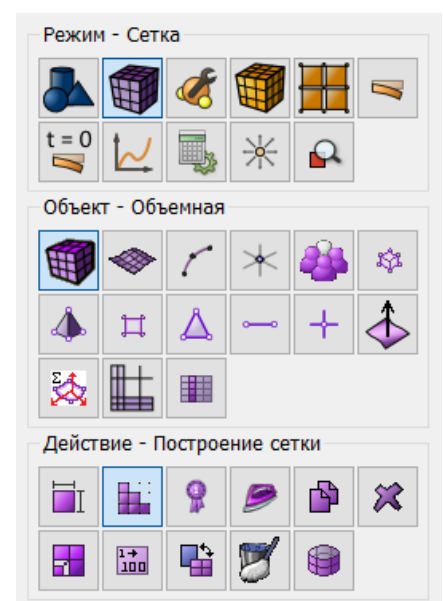 Режим - Сетка
t = 0
Объект - Объемная
Σ
Действие - Построение сетки
1→
100